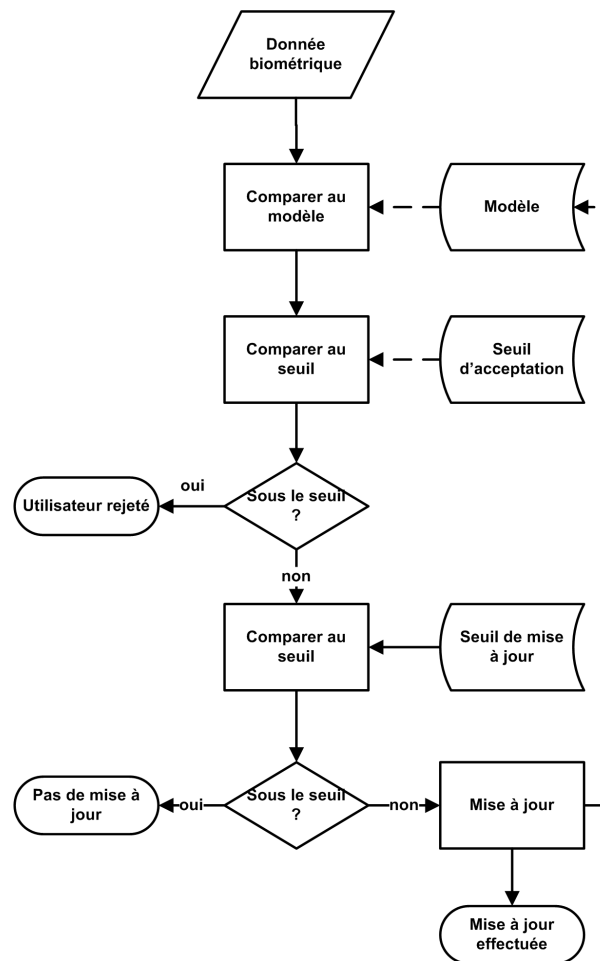 Donnée
biométrique
Comparer au
modèle
Modèle
Comparer au
seuil
Seuil
d'acceptation
oui
Utilisateur rejeté
Sous le seuil
?
non
Comparer au
seuil
Seuil de mise
à jour
Pas de mise à
jour
oui
Sous le seuil
?
non
Mise à jour
Mise à jour
effectuée